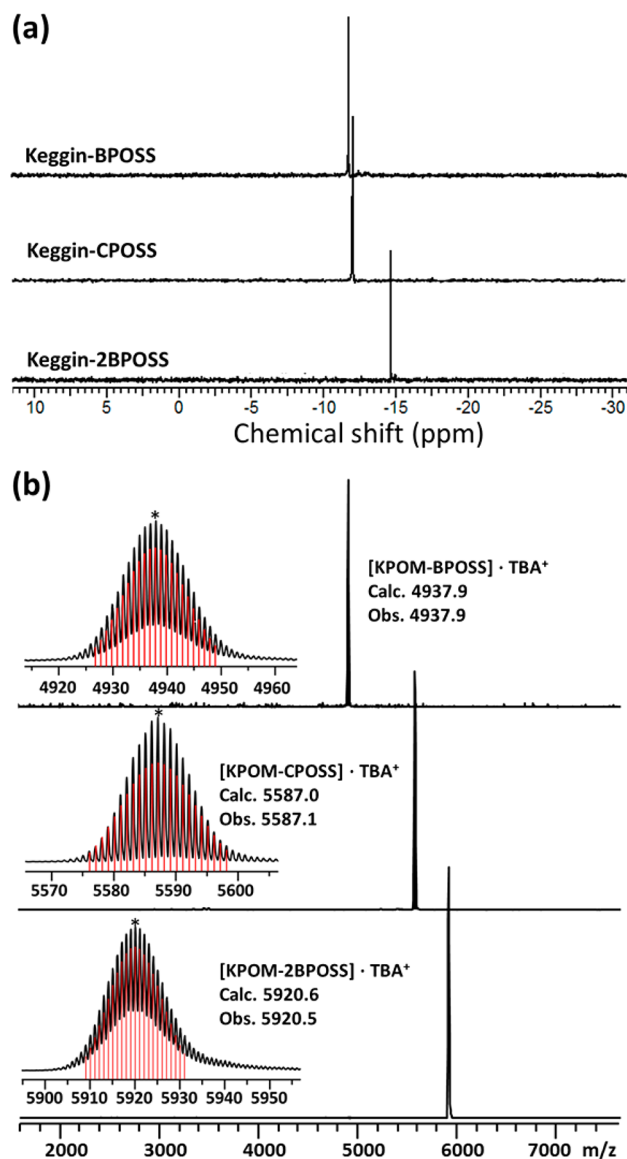 (a)
Keggin-BPOSS
Keggin-CPOSS
Keggin-2BPOSS
10 5 0 -5 -10 -15 -20 -25 -30
Chemical shift (ppm)
(b)
*
[KPOM-BPOSS] · TBA⁺
Calc. 4937.9
Obs. 4937.9
4920 4930 4940 4950 4960
*
[KPOM-CPOSS] · TBA⁺
Calc. 5587.0
Obs. 5587.1
5570 5580 5590 5600
*
[KPOM-2BPOSS] · TBA⁺
Calc. 5920.6
Obs. 5920.5
5900 5910 5920 5930 5940 5950
2000 3000 4000 5000 6000 7000 m/z